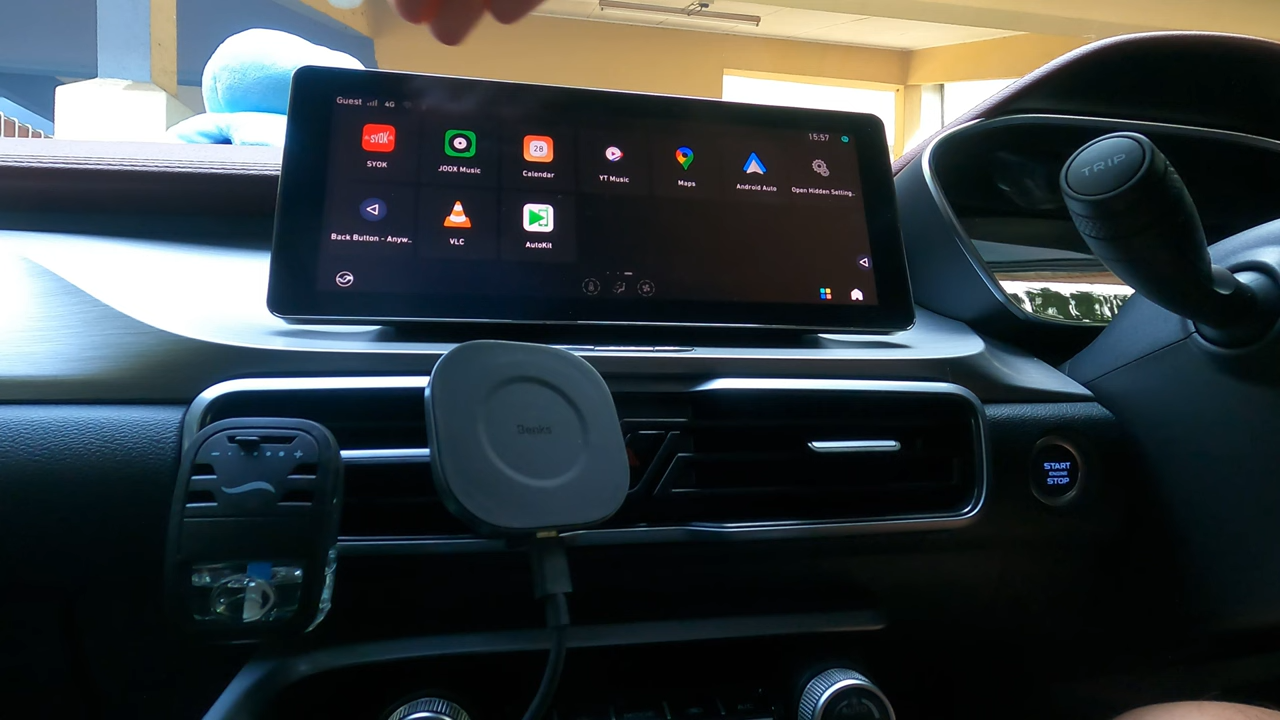 Guest 4G
15:57
SYOK
SYOK
JOOX Music
28
Calendar
YT Music
Maps
Android Auto
Open Hidden Setting..
Back Button - Anyw..
VLC
AutoKit
TRIP
Benks
START
ENGINE
STOP